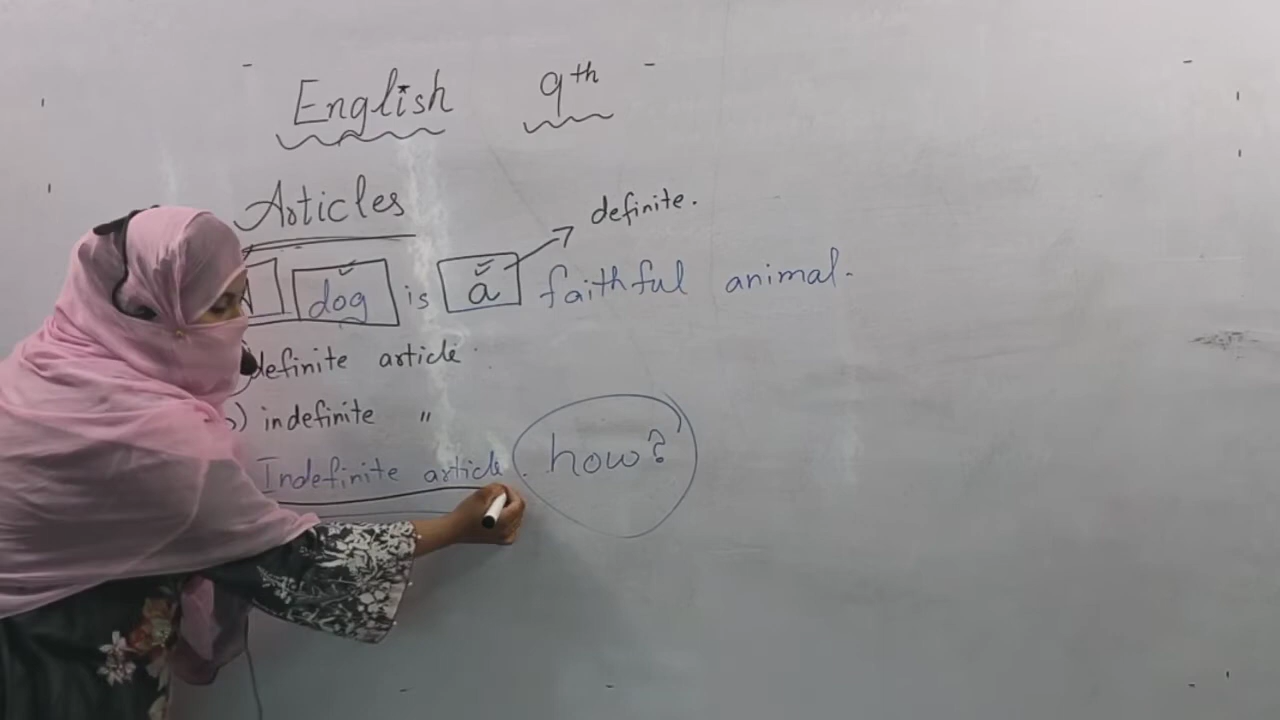 English 9th
Articles
definite.
dog is a faithful animal.
definite article.
b) indefinite "
Indefinite article. how?